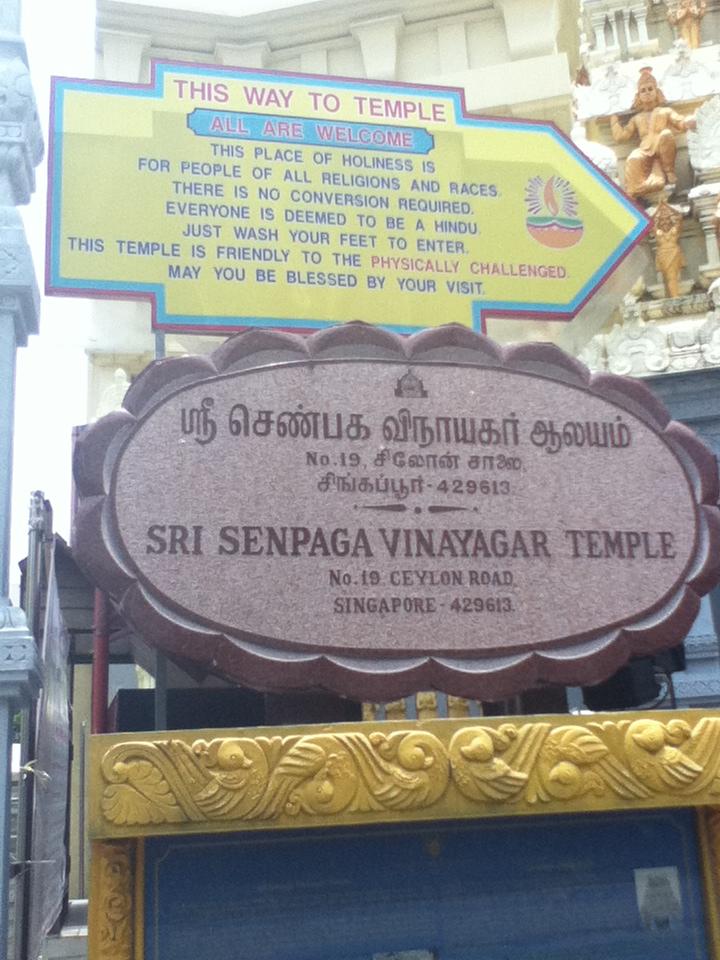 THIS WAY TO TEMPLE
ALL ARE WELCOME
THIS PLACE OF HOLINESS IS
FOR PEOPLE OF ALL RELIGIONS AND RACES.
THERE IS NO CONVERSION REQUIRED.
EVERYONE IS DEEMED TO BE A HINDU.
JUST WASH YOUR FEET TO ENTER.
THIS TEMPLE IS FRIENDLY TO THE PHYSICALLY CHALLENGED.
MAY YOU BE BLESSED BY YOUR VISIT.
ஸ்ரீ செண்பக விநாயகர் ஆலயம்
No.19, சிலோன் சாலை,
சிங்கப்பூர் - 429613.
SRI SENPAGA VINAYAGAR TEMPLE
No.19 CEYLON ROAD,
SINGAPORE - 429613.